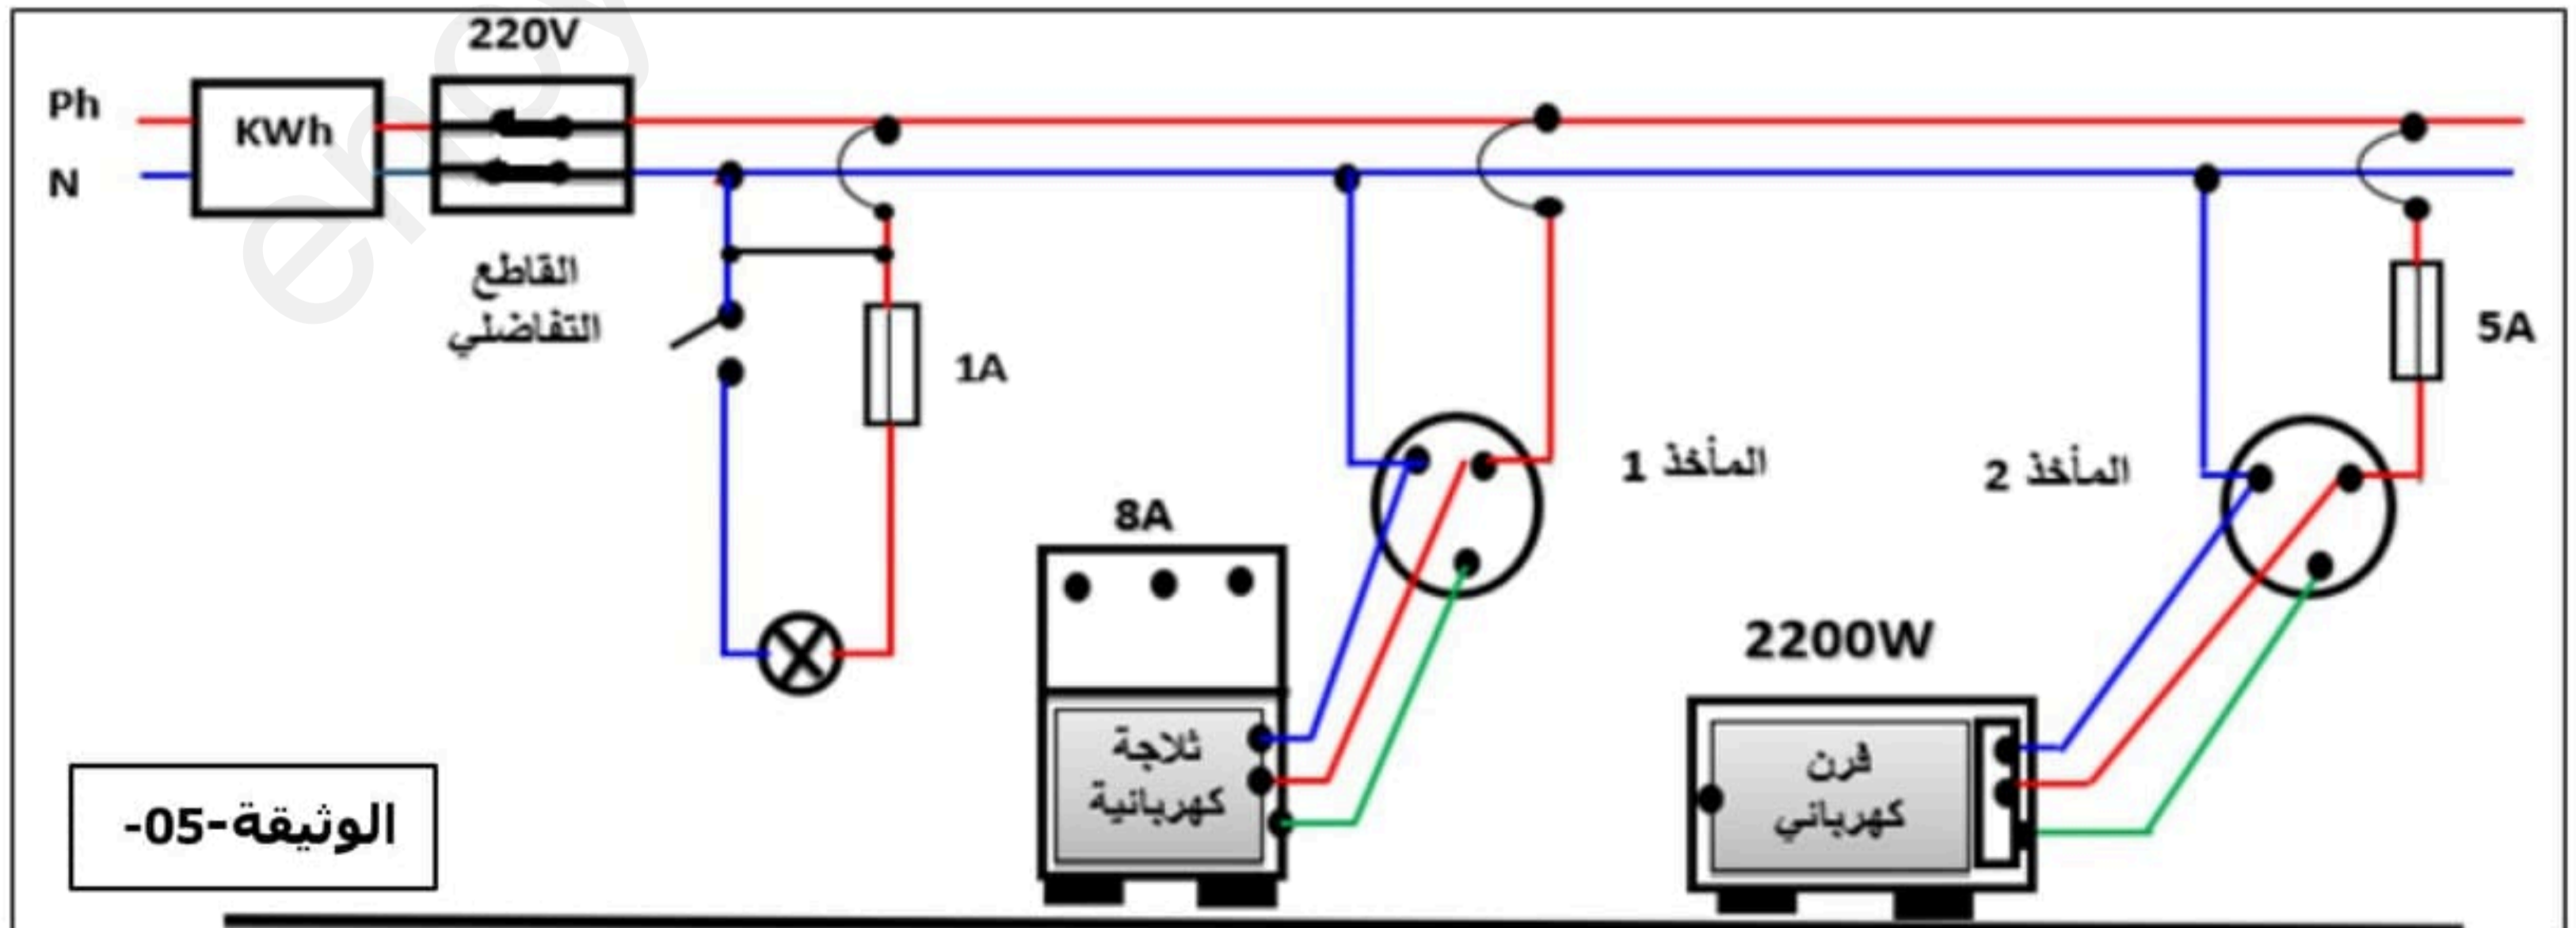 220V
Ph
KWh
N
القاطع
التفاضلي
1A
5A
المأخذ 1
المأخذ 2
8A
2200W
ثلاجة
كهربائية
فرن
كهربائي
الوثيقة-05-